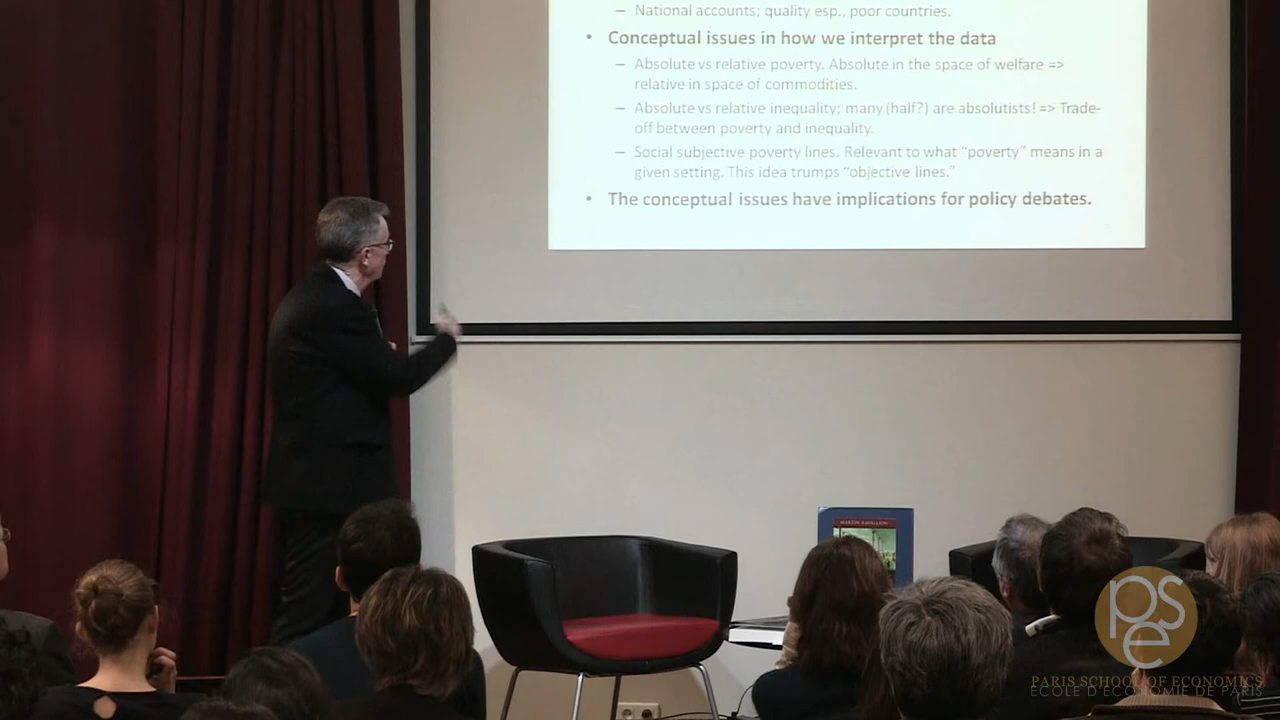 – National accounts; quality esp., poor countries.
• Conceptual issues in how we interpret the data
– Absolute vs relative poverty. Absolute in the space of welfare =>
relative in space of commodities.
– Absolute vs relative inequality; many (half?) are absolutists! => Trade-
off between poverty and inequality.
– Social subjective poverty lines. Relevant to what “poverty” means in a
given setting. This idea trumps “objective lines.”
• The conceptual issues have implications for policy debates.
MARTIN RAVALLION
pse
PARIS SCHOOL OF ECONOMICS
ECOLE D'ECONOMIE DE PARIS